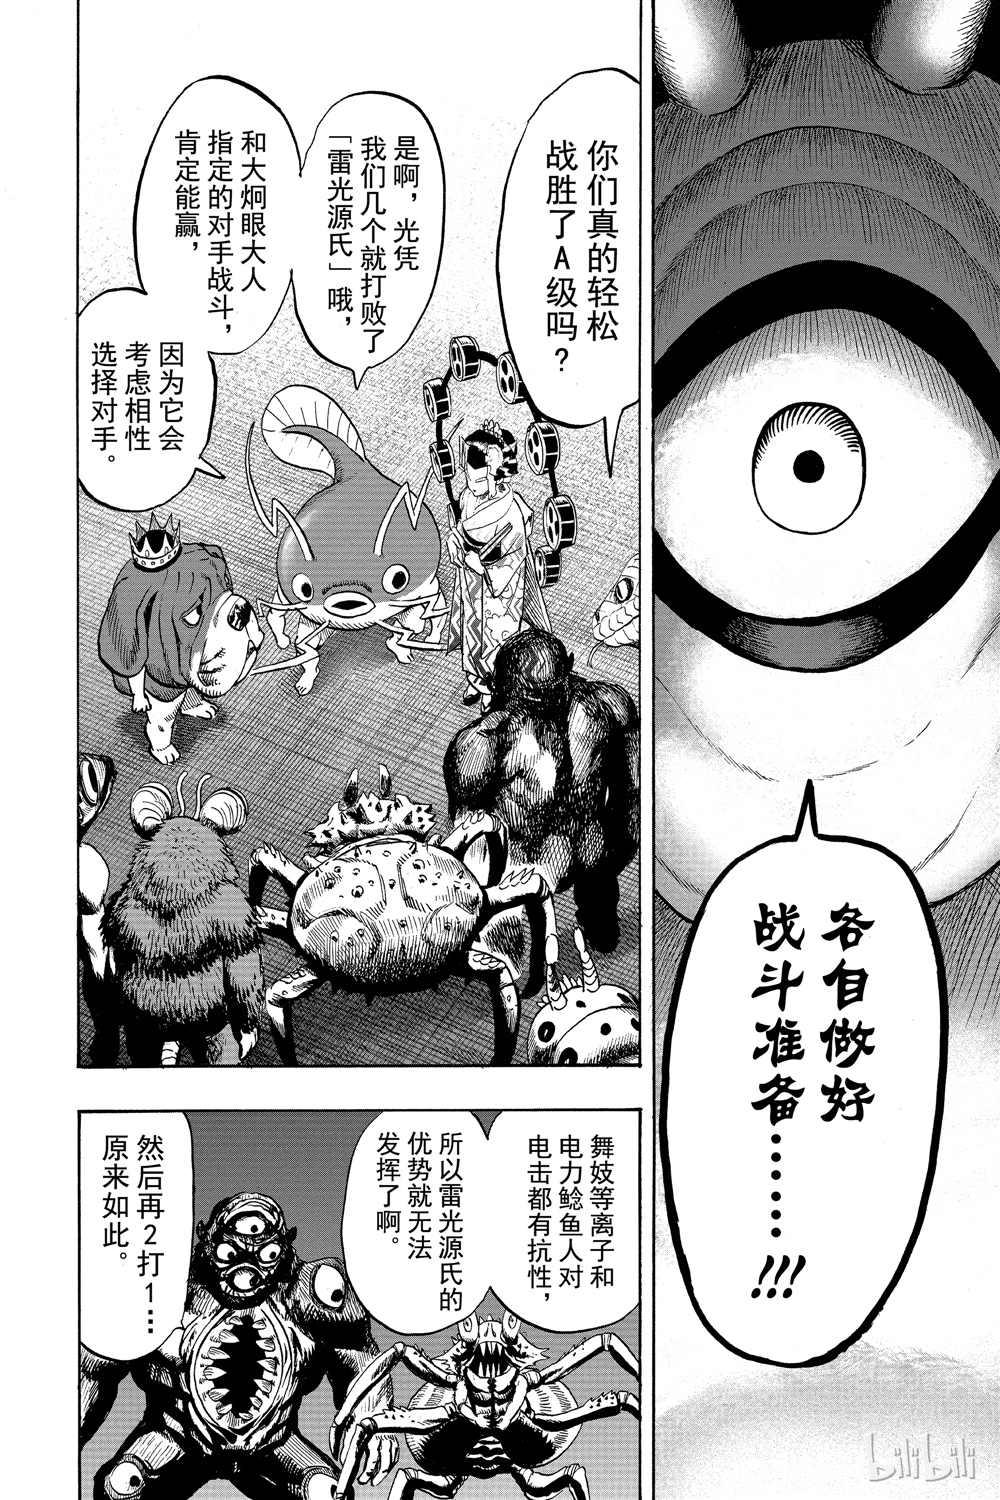 各自做好
战斗准备………!!!
你们真的轻松
战胜了A级吗？
是啊，光凭
我们几个就打败了
「雷光源氏」哦，
和大炯眼大人
指定的对手战斗，
肯定能赢，
因为它会
考虑相性
选择对手。
舞妓等离子和
电力鲶鱼人对
电击都有抗性，
所以雷光源氏的
优势就无法
发挥了啊。
然后再2打1…
原来如此。
bilibili